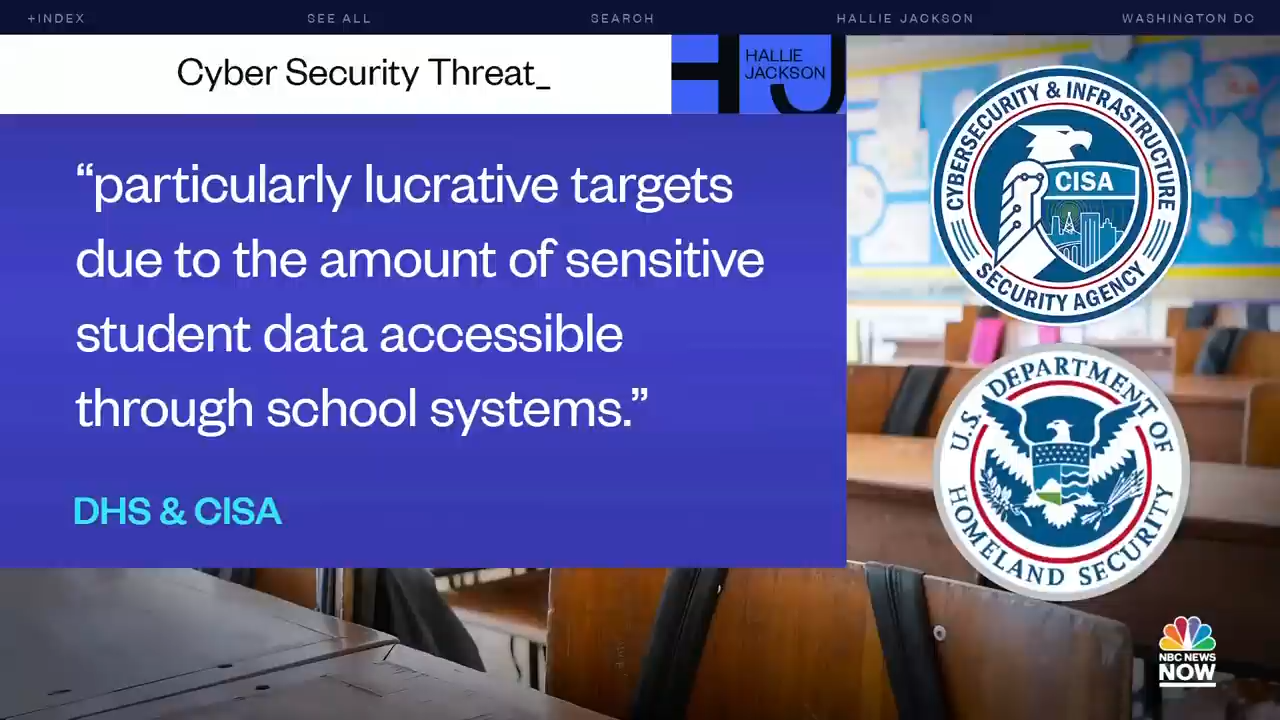 +INDEX
SEE ALL
SEARCH
HALLIE JACKSON
WASHINGTON DC
Cyber Security Threat_
HALLIE
JACKSON
“particularly lucrative targets
due to the amount of sensitive
student data accessible
through school systems.”
DHS & CISA
CYBERSECURITY & INFRASTRUCTURE
CISA
SECURITY AGENCY
U.S. DEPARTMENT OF
HOMELAND SECURITY
NBC NEWS
NOW